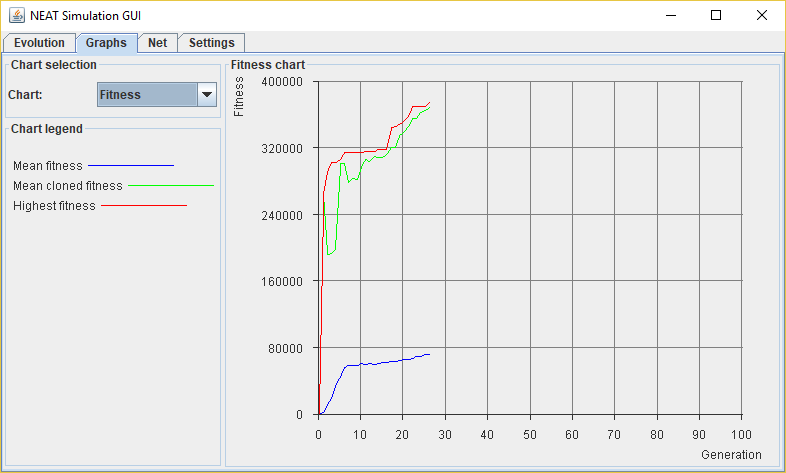 NEAT Simulation GUI
Evolution Graphs Net Settings
Chart selection
Chart: Fitness
Chart legend
Mean fitness
Mean cloned fitness
Highest fitness
Fitness chart
Fitness
400000
320000
240000
160000
80000
0
0 10 20 30 40 50 60 70 80 90 100
Generation